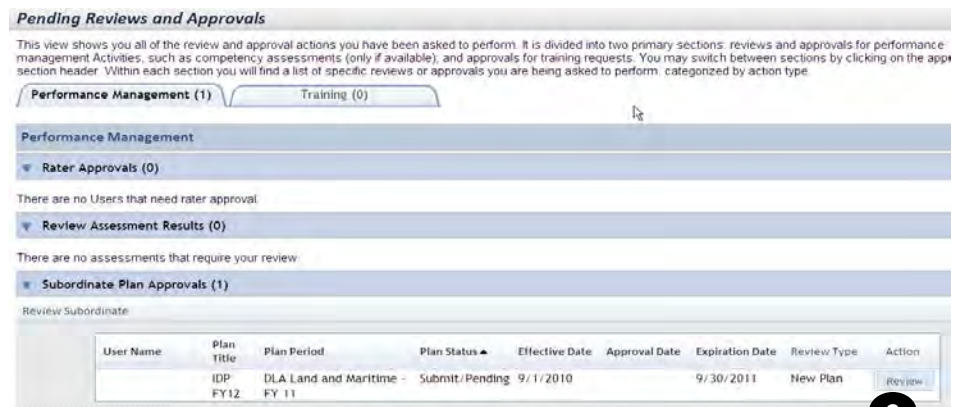 Pending Reviews and Approvals
This view shows you all of the review and approval actions you have been asked to perform. It is divided into two primary sections: reviews and approvals for performance
management Activities, such as competency assessments (only if available), and approvals for training requests. You may switch between sections by clicking on the appr
section header. Within each section you will find a list of specific reviews or approvals you are being asked to perform, categorized by action type.
Performance Management (1) Training (0)
Performance Management
Rater Approvals (0)
There are no Users that need rater approval
Review Assessment Results (0)
There are no assessments that require your review
Subordinate Plan Approvals (1)
Review Subordinate
User Name Plan Title Plan Period Plan Status Effective Date Approval Date Expiration Date Review Type Action
IDP FY12 DLA Land and Maritime - FY 11 Submit/Pending 9/1/2010 9/30/2011 New Plan Review